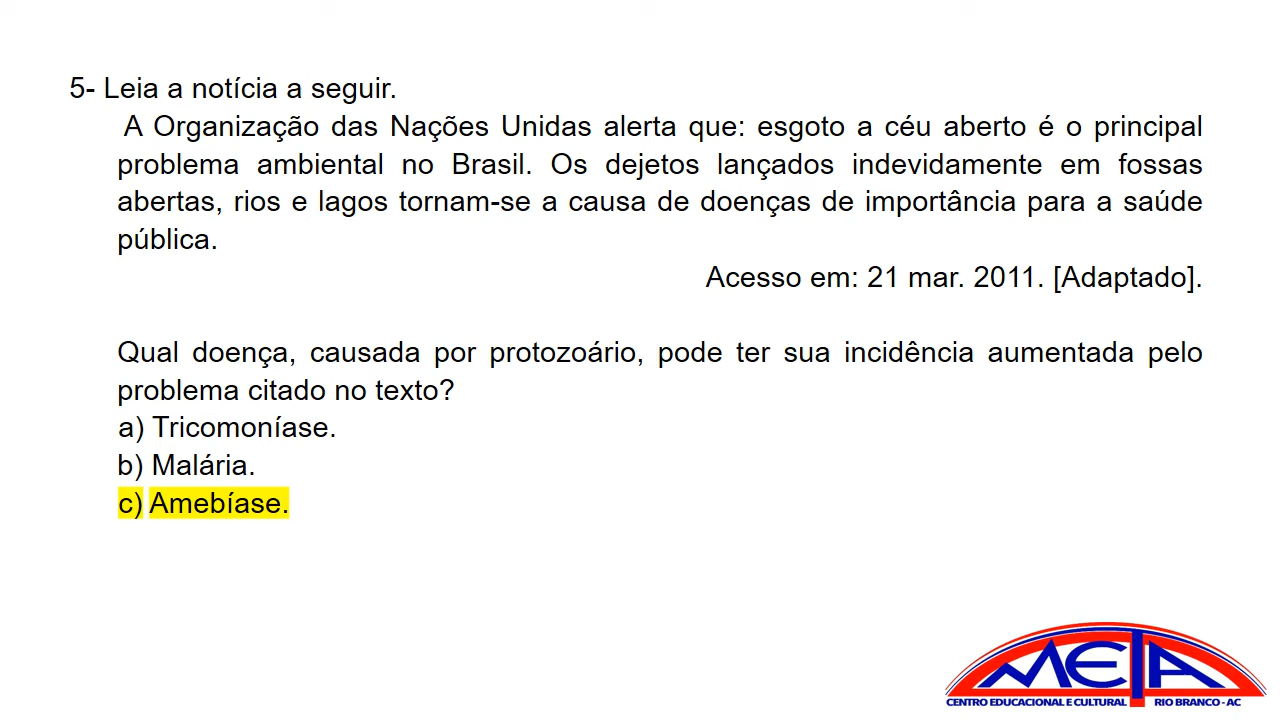 5- Leia a notícia a seguir.
A Organização das Nações Unidas alerta que: esgoto a céu aberto é o principal
problema ambiental no Brasil. Os dejetos lançados indevidamente em fossas
abertas, rios e lagos tornam-se a causa de doenças de importância para a saúde
pública.
Acesso em: 21 mar. 2011. [Adaptado].
Qual doença, causada por protozoário, pode ter sua incidência aumentada pelo
problema citado no texto?
a) Tricomoníase.
b) Malária.
c) Amebíase.
META
CENTRO EDUCACIONAL E CULTURAL RIO BRANCO - AC